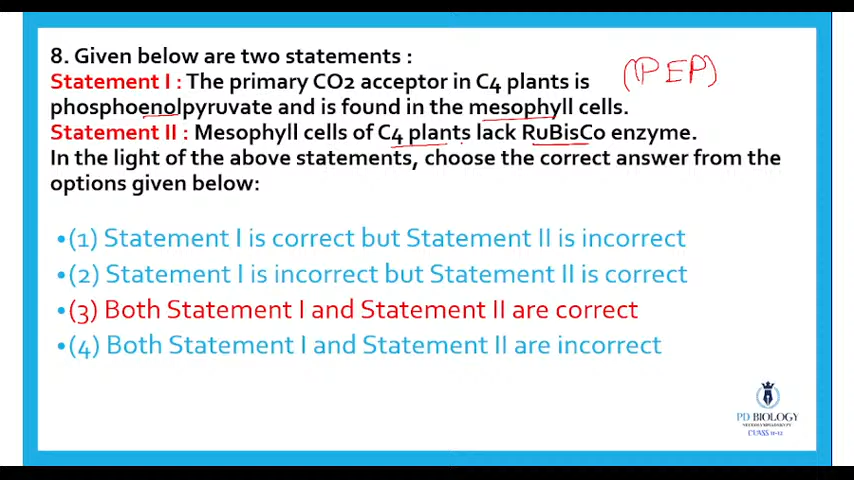 8. Given below are two statements :
(PEP)
Statement I : The primary CO2 acceptor in C4 plants is
phosphoenolpyruvate and is found in the mesophyll cells.
Statement II : Mesophyll cells of C4 plants lack RuBisCo enzyme.
In the light of the above statements, choose the correct answer from the
options given below:
•(1) Statement I is correct but Statement II is incorrect
•(2) Statement I is incorrect but Statement II is correct
•(3) Both Statement I and Statement II are correct
•(4) Both Statement I and Statement II are incorrect
PD BIOLOGY
CLASS 11-12